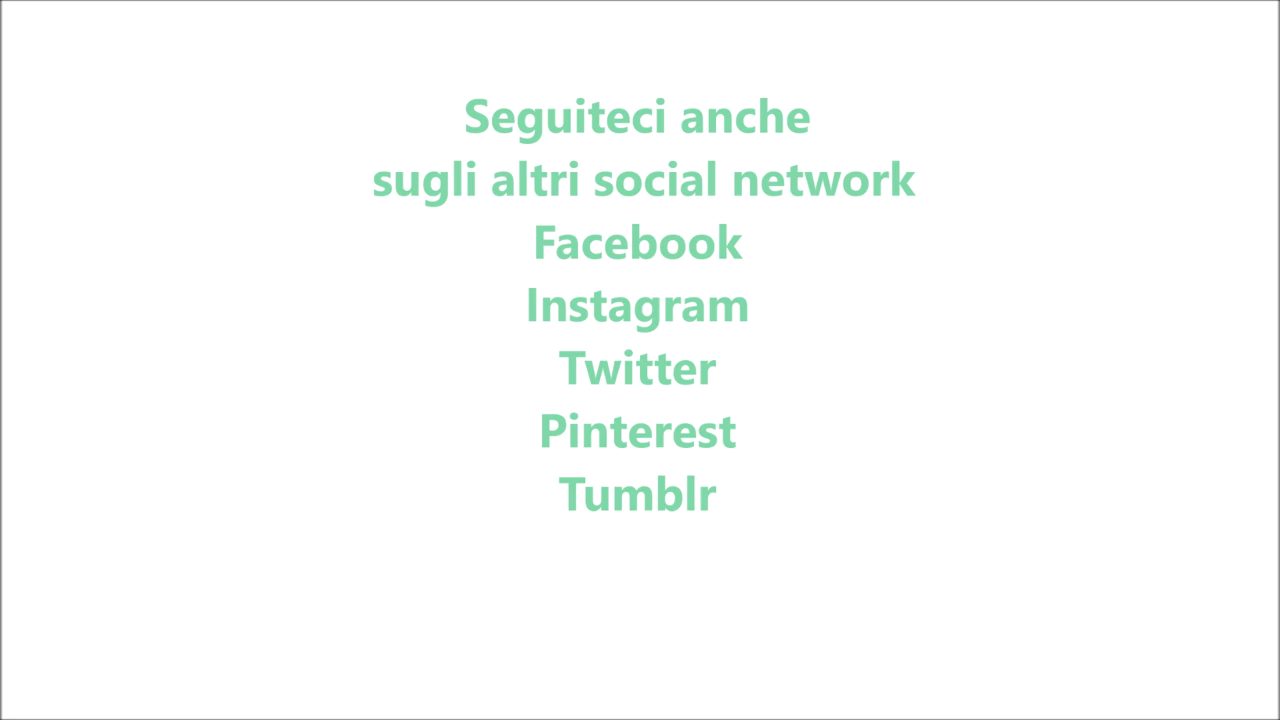 Seguiteci anche
sugli altri social network
Facebook
Instagram
Twitter
Pinterest
Tumblr